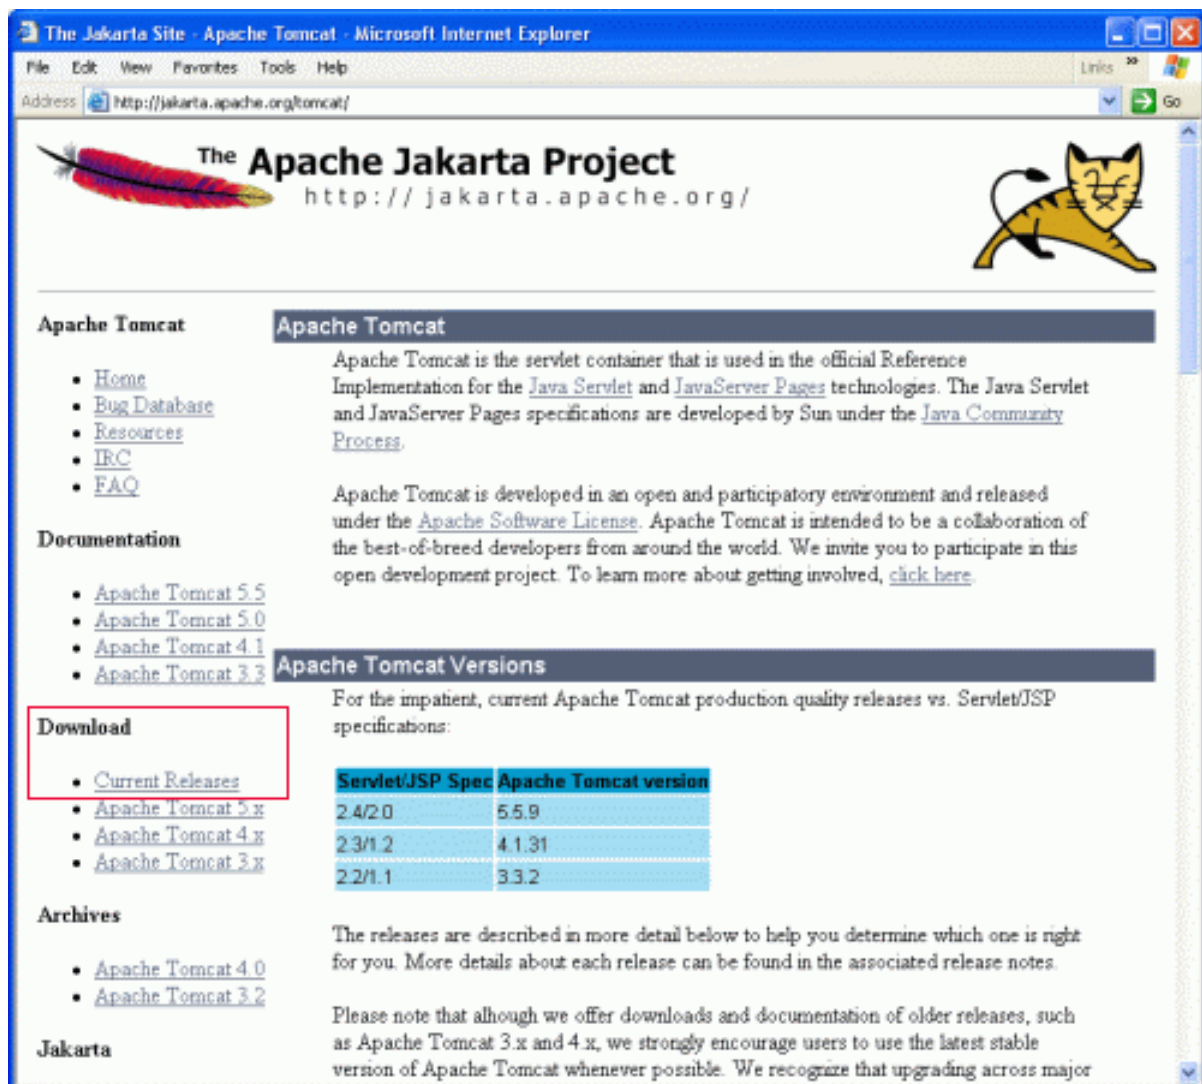 The Jakarta Site - Apache Tomcat - Microsoft Internet Explorer
File Edit View Favorites Tools Help
Links »
Address http://jakarta.apache.org/tomcat/
Go
The Apache Jakarta Project
http://jakarta.apache.org/
Apache Tomcat
Home
Bug Database
Resources
IRC
FAQ
Documentation
Apache Tomcat 5.5
Apache Tomcat 5.0
Apache Tomcat 4.1
Apache Tomcat 3.3
Download
Current Releases
Apache Tomcat 5.x
Apache Tomcat 4.x
Apache Tomcat 3.x
Archives
Apache Tomcat 4.0
Apache Tomcat 3.2
Jakarta
Apache Tomcat
Apache Tomcat is the servlet container that is used in the official Reference
Implementation for the Java Servlet and JavaServer Pages technologies. The Java Servlet
and JavaServer Pages specifications are developed by Sun under the Java Community
Process.
Apache Tomcat is developed in an open and participatory environment and released
under the Apache Software License. Apache Tomcat is intended to be a collaboration of
the best-of-breed developers from around the world. We invite you to participate in this
open development project. To learn more about getting involved, click here.
Apache Tomcat Versions
For the impatient, current Apache Tomcat production quality releases vs. Servlet/JSP
specifications:
Servlet/JSP Spec Apache Tomcat version
2.4/2.0 5.5.9
2.3/1.2 4.1.31
2.2/1.1 3.3.2
The releases are described in more detail below to help you determine which one is right
for you. More details about each release can be found in the associated release notes.
Please note that alhough we offer downloads and documentation of older releases, such
as Apache Tomcat 3.x and 4.x, we strongly encourage users to use the latest stable
version of Apache Tomcat whenever possible. We recognize that upgrading across major